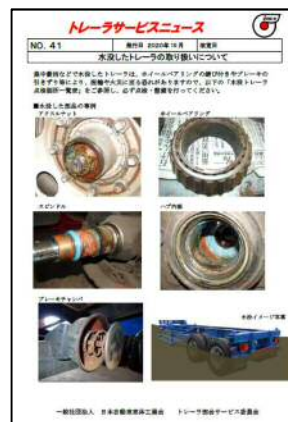 トレーラサービスニュース
NO. 41 発行日 2020年10月 改定日
水没したトレーラの取り扱いについて
集中豪雨などで水没したトレーラは、ホイールベアリングの錆び付きやブレーキの
引きずり等により、脱輪や火災に至る恐れがありますので、以下の「水没トレーラ
点検箇所一覧表」をご参照し、必ず点検・整備を行ってください。
■水没した部品の事例
アクスルナット ホイールベアリング
スピンドル ハブ内部
ブレーキチャンバ
水没イメージ写真
一般社団法人 日本自動車車体工業会 トレーラ部会サービス委員会